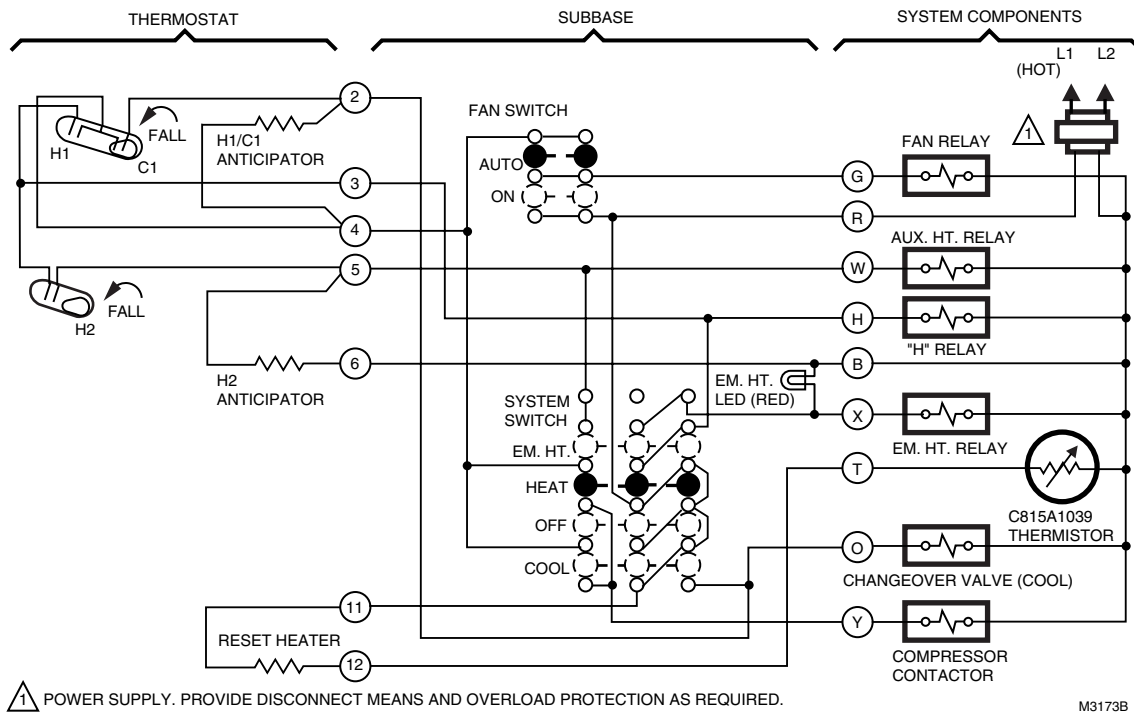 THERMOSTAT
SUBBASE
SYSTEM COMPONENTS
L1
L2
(HOT)
2
FAN SWITCH
FALL
H1
C1
H1/C1
ANTICIPATOR
1
FAN RELAY
AUTO
ON
3
G
4
R
AUX. HT. RELAY
5
W
FALL
H2
H
"H" RELAY
6
B
H2
ANTICIPATOR
EM. HT.
LED (RED)
SYSTEM
SWITCH
X
EM. HT.
EM. HT. RELAY
T
HEAT
C815A1039
THERMISTOR
OFF
O
COOL
CHANGEOVER VALVE (COOL)
11
Y
RESET HEATER
12
COMPRESSOR
CONTACTOR
1 POWER SUPPLY. PROVIDE DISCONNECT MEANS AND OVERLOAD PROTECTION AS REQUIRED.
M3173B